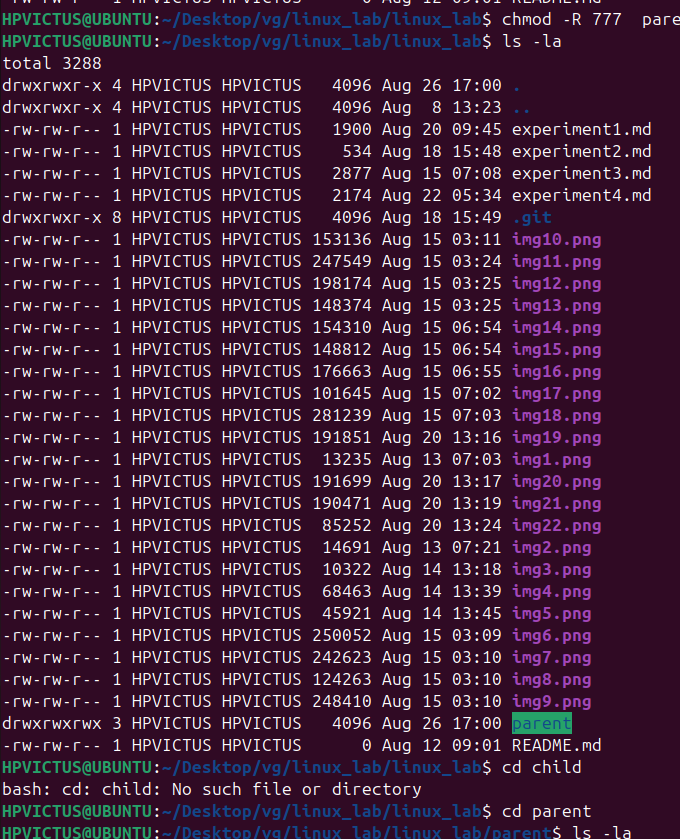 HPVICTUS@UBUNTU:~/Desktop/vg/linux_lab/linux_lab$ chmod -R 777  pare
HPVICTUS@UBUNTU:~/Desktop/vg/linux_lab/linux_lab$ ls -la
total 3288
drwxrwxr-x 4 HPVICTUS HPVICTUS   4096 Aug 26 17:00 .
drwxrwxr-x 4 HPVICTUS HPVICTUS   4096 Aug  8 13:23 ..
-rw-rw-r-- 1 HPVICTUS HPVICTUS   1900 Aug 20 09:45 experiment1.md
-rw-rw-r-- 1 HPVICTUS HPVICTUS    534 Aug 18 15:48 experiment2.md
-rw-rw-r-- 1 HPVICTUS HPVICTUS   2877 Aug 15 07:08 experiment3.md
-rw-rw-r-- 1 HPVICTUS HPVICTUS   2174 Aug 22 05:34 experiment4.md
drwxrwxr-x 8 HPVICTUS HPVICTUS   4096 Aug 18 15:49 .git
-rw-rw-r-- 1 HPVICTUS HPVICTUS 153136 Aug 15 03:11 img10.png
-rw-rw-r-- 1 HPVICTUS HPVICTUS 247549 Aug 15 03:24 img11.png
-rw-rw-r-- 1 HPVICTUS HPVICTUS 198174 Aug 15 03:25 img12.png
-rw-rw-r-- 1 HPVICTUS HPVICTUS 148374 Aug 15 03:25 img13.png
-rw-rw-r-- 1 HPVICTUS HPVICTUS 154310 Aug 15 06:54 img14.png
-rw-rw-r-- 1 HPVICTUS HPVICTUS 148812 Aug 15 06:54 img15.png
-rw-rw-r-- 1 HPVICTUS HPVICTUS 176663 Aug 15 06:55 img16.png
-rw-rw-r-- 1 HPVICTUS HPVICTUS 101645 Aug 15 07:02 img17.png
-rw-rw-r-- 1 HPVICTUS HPVICTUS 281239 Aug 15 07:03 img18.png
-rw-rw-r-- 1 HPVICTUS HPVICTUS 191851 Aug 20 13:16 img19.png
-rw-rw-r-- 1 HPVICTUS HPVICTUS  13235 Aug 13 07:03 img1.png
-rw-rw-r-- 1 HPVICTUS HPVICTUS 191699 Aug 20 13:17 img20.png
-rw-rw-r-- 1 HPVICTUS HPVICTUS 190471 Aug 20 13:19 img21.png
-rw-rw-r-- 1 HPVICTUS HPVICTUS  85252 Aug 20 13:24 img22.png
-rw-rw-r-- 1 HPVICTUS HPVICTUS  14691 Aug 13 07:21 img2.png
-rw-rw-r-- 1 HPVICTUS HPVICTUS  10322 Aug 14 13:18 img3.png
-rw-rw-r-- 1 HPVICTUS HPVICTUS  68463 Aug 14 13:39 img4.png
-rw-rw-r-- 1 HPVICTUS HPVICTUS  45921 Aug 14 13:45 img5.png
-rw-rw-r-- 1 HPVICTUS HPVICTUS 250052 Aug 15 03:09 img6.png
-rw-rw-r-- 1 HPVICTUS HPVICTUS 242623 Aug 15 03:10 img7.png
-rw-rw-r-- 1 HPVICTUS HPVICTUS 124263 Aug 15 03:10 img8.png
-rw-rw-r-- 1 HPVICTUS HPVICTUS 248410 Aug 15 03:10 img9.png
drwxrwxrwx 3 HPVICTUS HPVICTUS   4096 Aug 26 17:00 parent
-rw-rw-r-- 1 HPVICTUS HPVICTUS      0 Aug 12 09:01 README.md
HPVICTUS@UBUNTU:~/Desktop/vg/linux_lab/linux_lab$ cd child
bash: cd: child: No such file or directory
HPVICTUS@UBUNTU:~/Desktop/vg/linux_lab/linux_lab$ cd parent
HPVICTUS@UBUNTU:~/Desktop/vg/linux_lab/linux_lab/parent$ ls -la